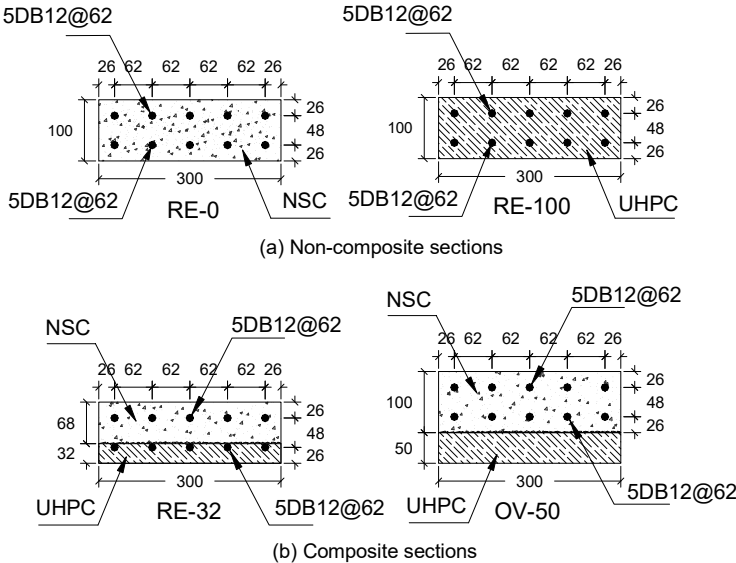 5DB12@62
26 62 62 62 62 26
100
26
48
26
300
5DB12@62
RE-0
NSC
5DB12@62
26 62 62 62 62 26
100
26
48
26
300
5DB12@62
RE-100
UHPC
(a) Non-composite sections
NSC
5DB12@62
26 62 62 62 62 26
68
32
26
48
26
300
UHPC
RE-32
5DB12@62
NSC
5DB12@62
26 62 62 62 62 26
100
50
26
48
26
300
UHPC
OV-50
5DB12@62
(b) Composite sections